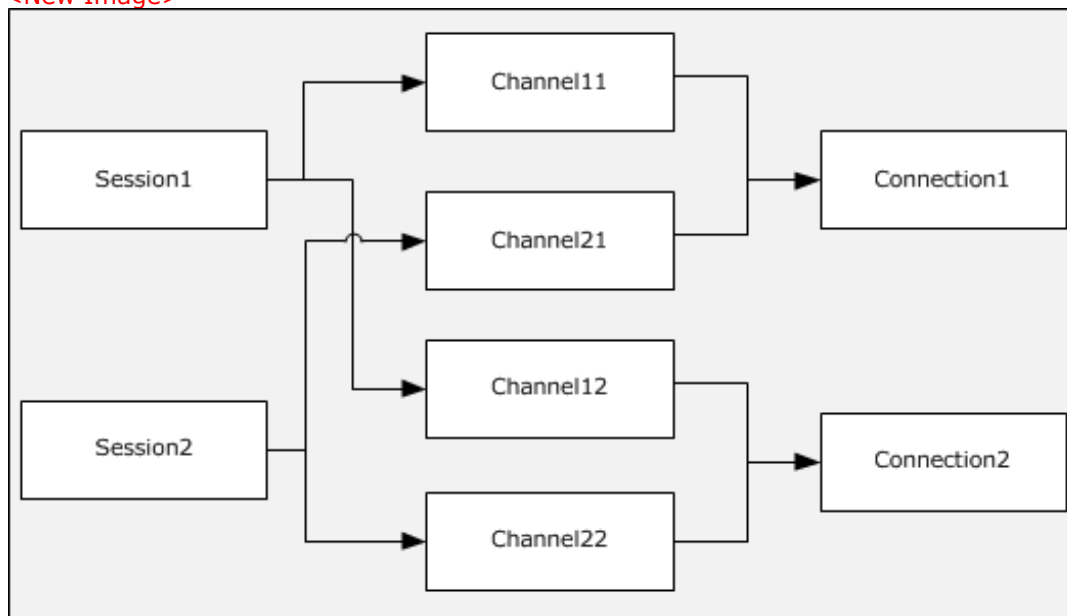 <New Image>
Channel11
Session1
Connection1
Channel21
Channel12
Session2
Connection2
Channel22